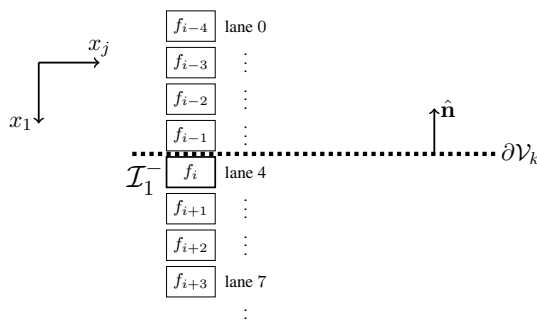 f_{i-4} lane 0
x_j
f_{i-3} ⋮
f_{i-2} ⋮
n̂
x_1
f_{i-1} ⋮
∂𝒱_k
ℐ_1^- f_i lane 4
f_{i+1} ⋮
f_{i+2} ⋮
f_{i+3} lane 7
⋮